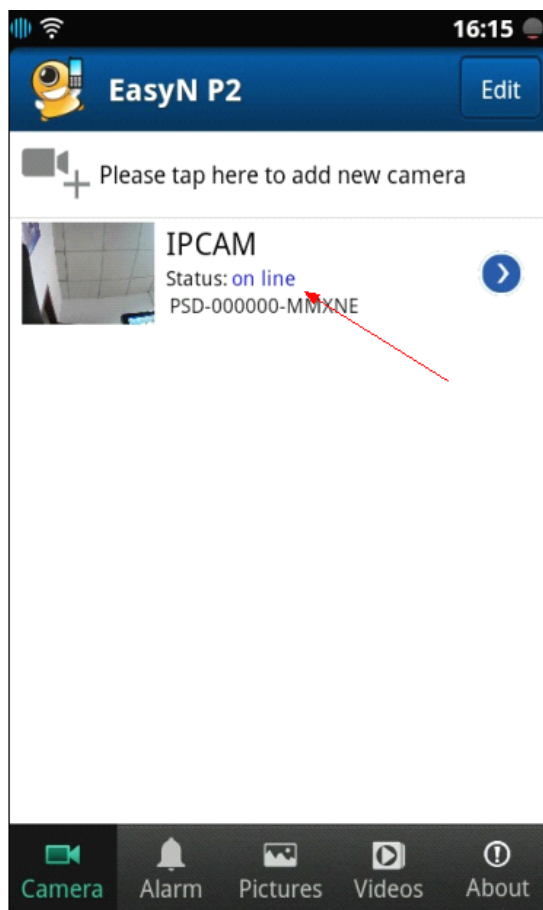 16:15
EasyN P2
Edit
Please tap here to add new camera
IPCAM
Status: on line
PSD-000000-MMXNE
Camera Alarm Pictures Videos About